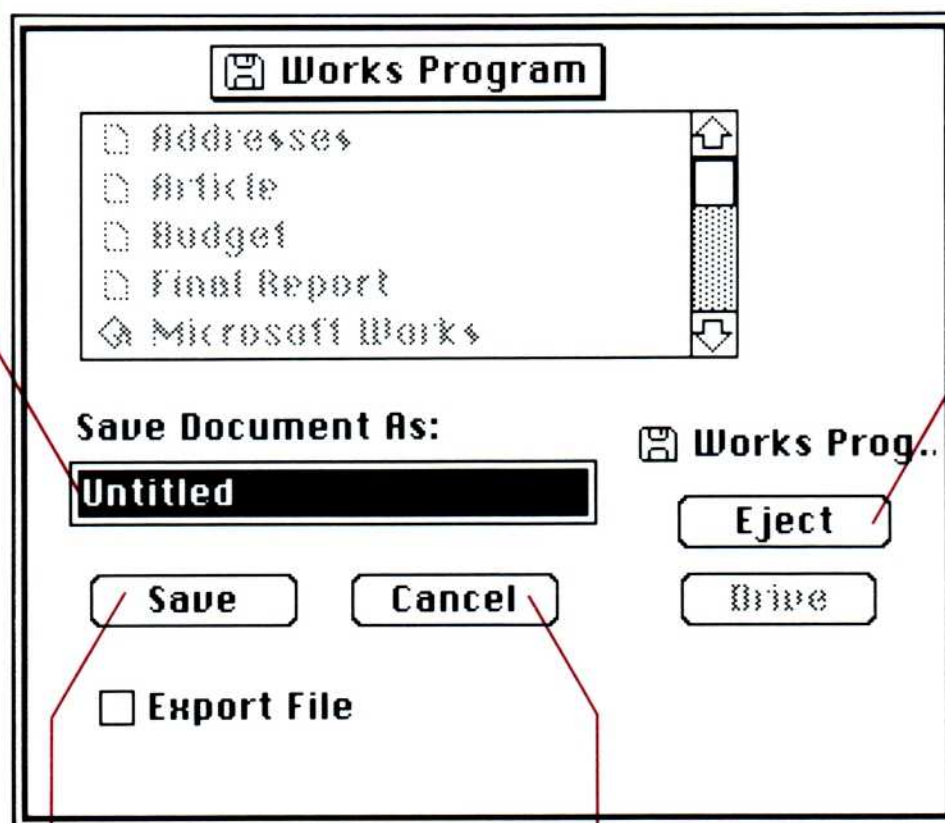 Works Program
Addresses
Article
Budget
Final Report
Microsoft Works
Save Document As:
Works Prog..
Untitled
Eject
Save
Cancel
Drive
Export File